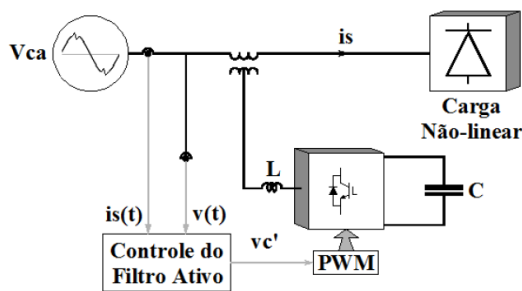 Vca
is
Carga
Não-linear
L
C
is(t)
v(t)
vc'
Controle do
Filtro Ativo
PWM